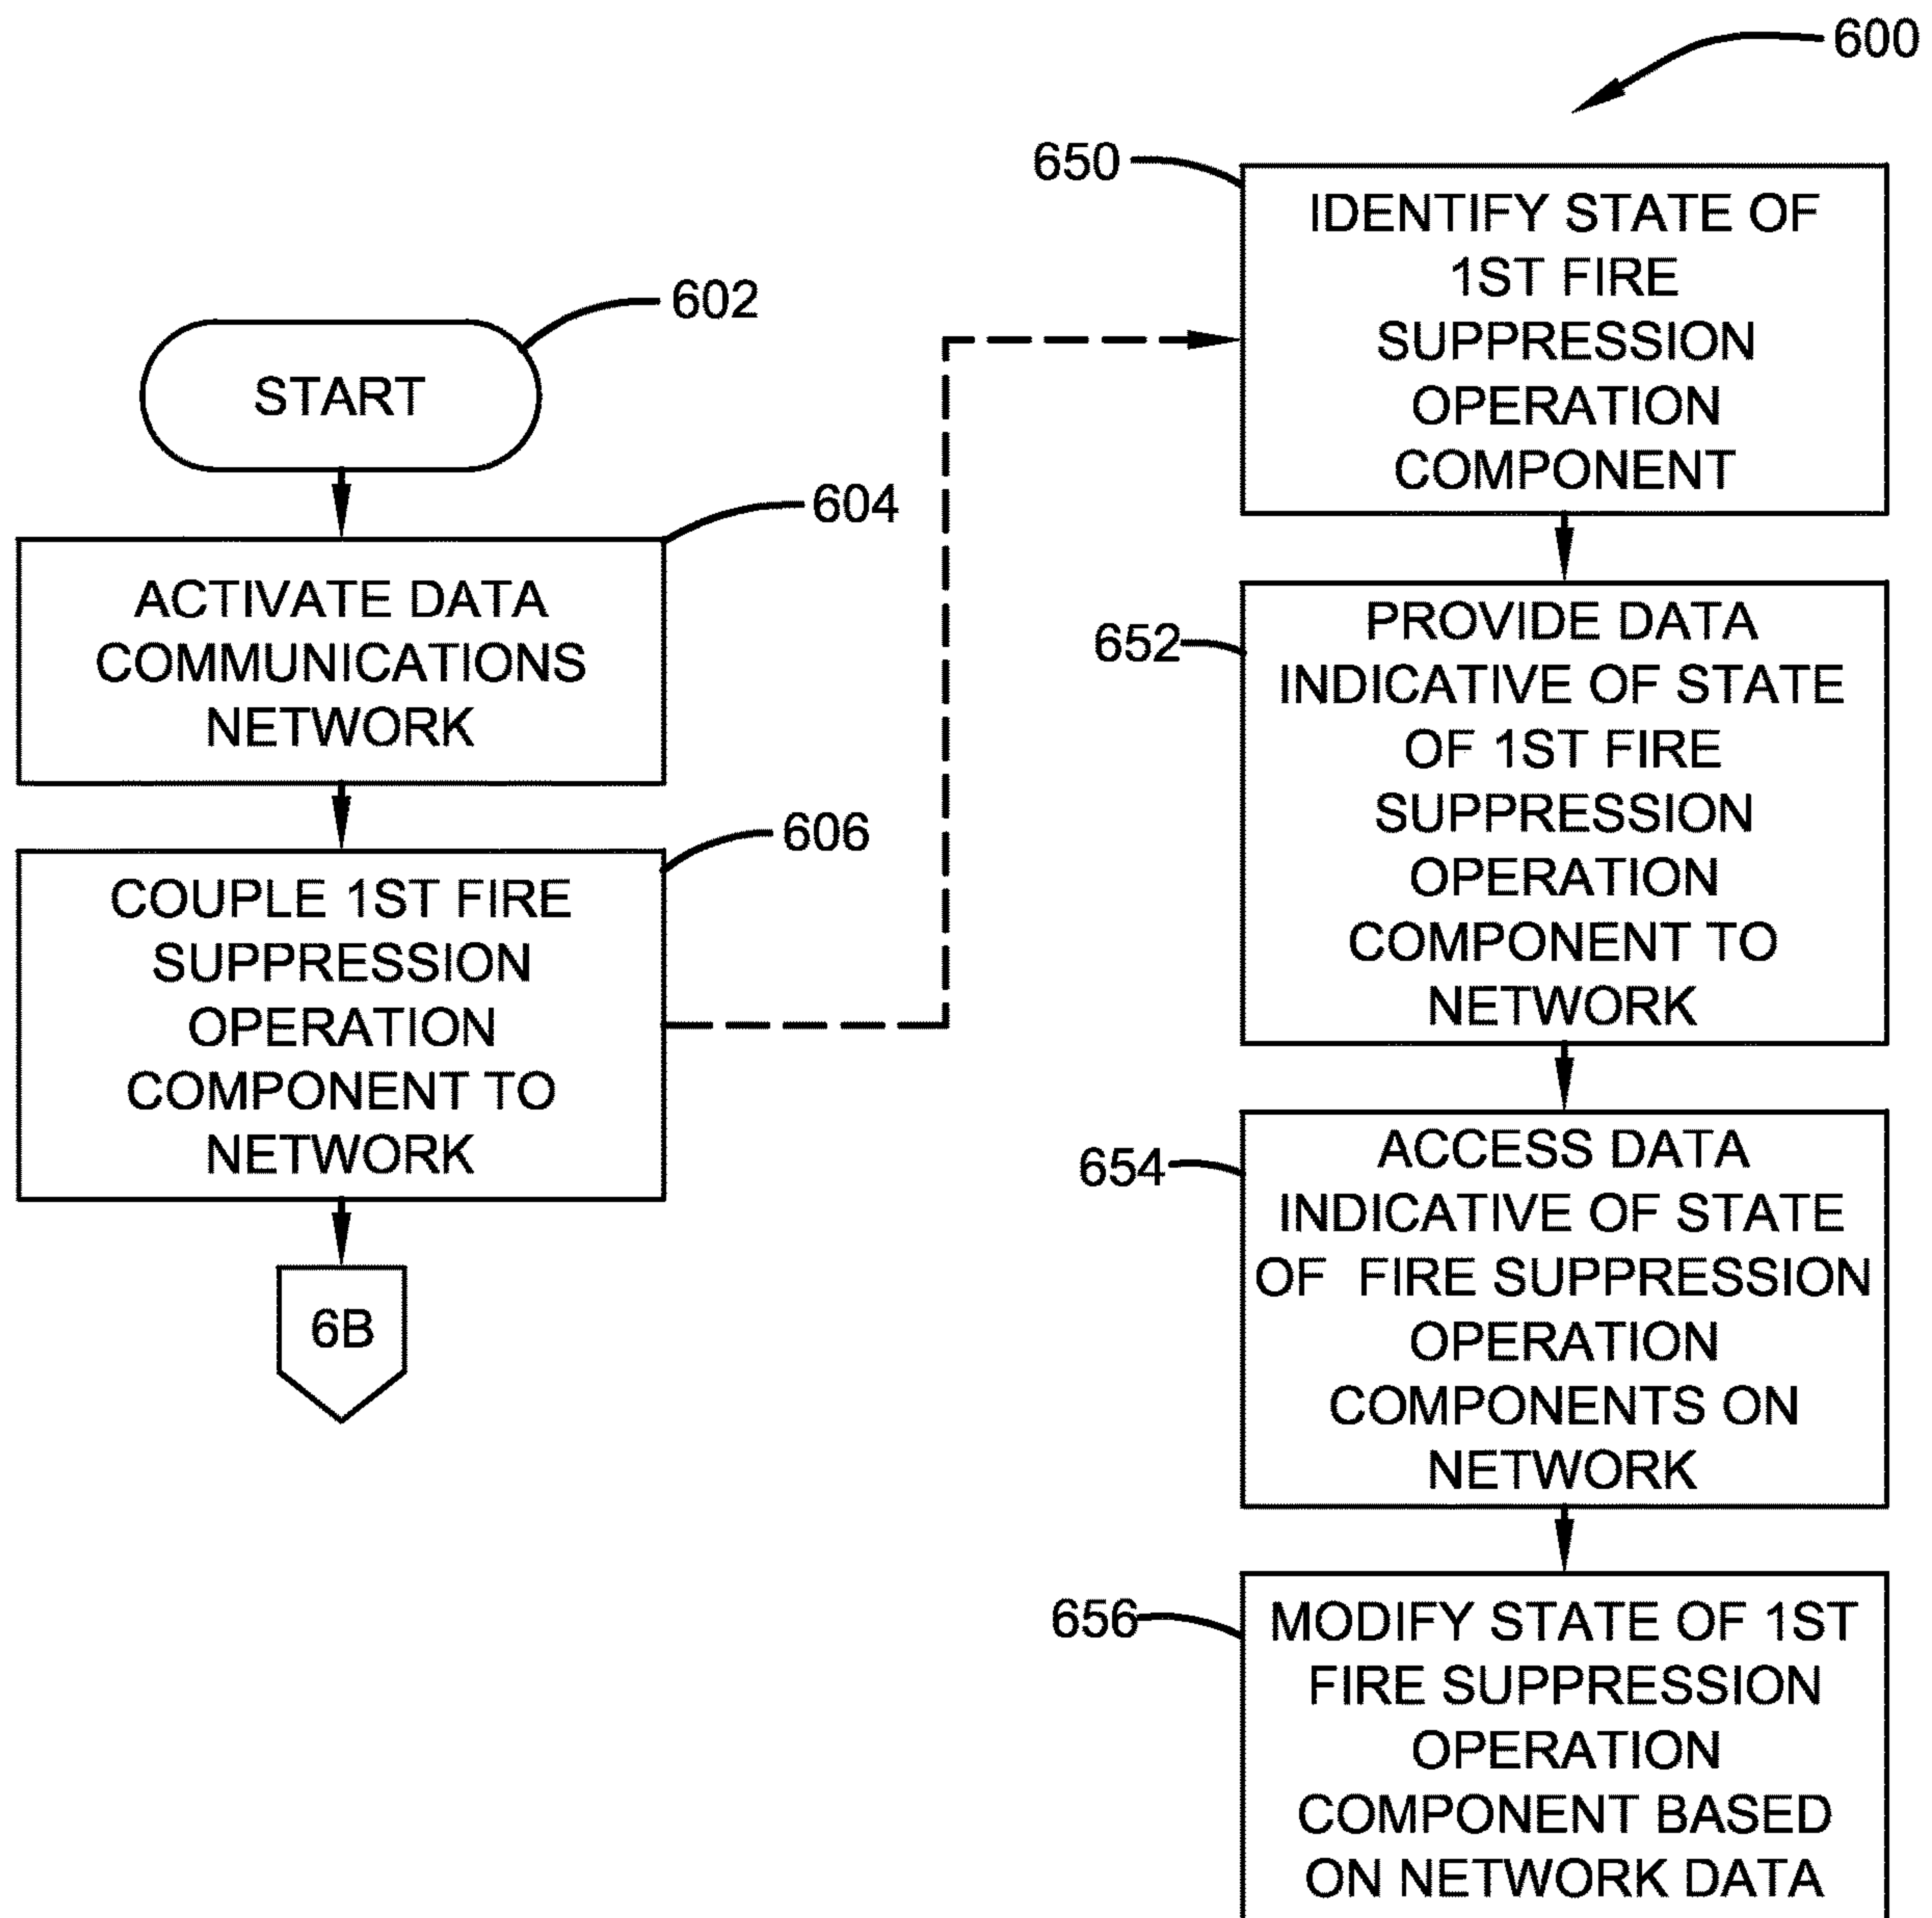 600
602
START
604
ACTIVATE DATA
COMMUNICATIONS
NETWORK
606
COUPLE 1ST FIRE
SUPPRESSION
OPERATION
COMPONENT TO
NETWORK
6B
650
IDENTIFY STATE OF
1ST FIRE
SUPPRESSION
OPERATION
COMPONENT
652
PROVIDE DATA
INDICATIVE OF STATE
OF 1ST FIRE
SUPPRESSION
OPERATION
COMPONENT TO
NETWORK
654
ACCESS DATA
INDICATIVE OF STATE
OF FIRE SUPPRESSION
OPERATION
COMPONENTS ON
NETWORK
656
MODIFY STATE OF 1ST
FIRE SUPPRESSION
OPERATION
COMPONENT BASED
ON NETWORK DATA